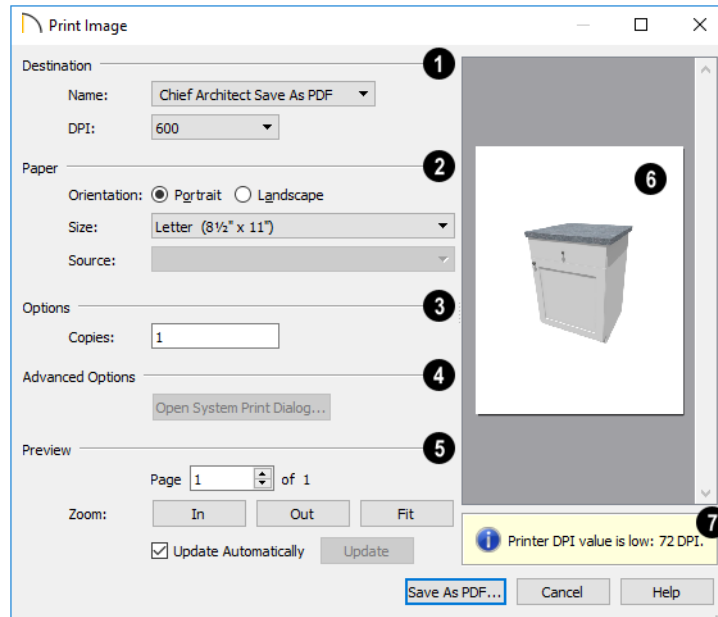 Print Image
Destination 1
Name: Chief Architect Save As PDF
DPI: 600
Paper 2
Orientation: Portrait Landscape
Size: Letter (8½" x 11")
Source:
Options 3
Copies: 1
Advanced Options 4
Open System Print Dialog...
Preview 5
Page 1 of 1
Zoom: In Out Fit
Update Automatically Update
6
7
Printer DPI value is low: 72 DPI.
Save As PDF... Cancel Help